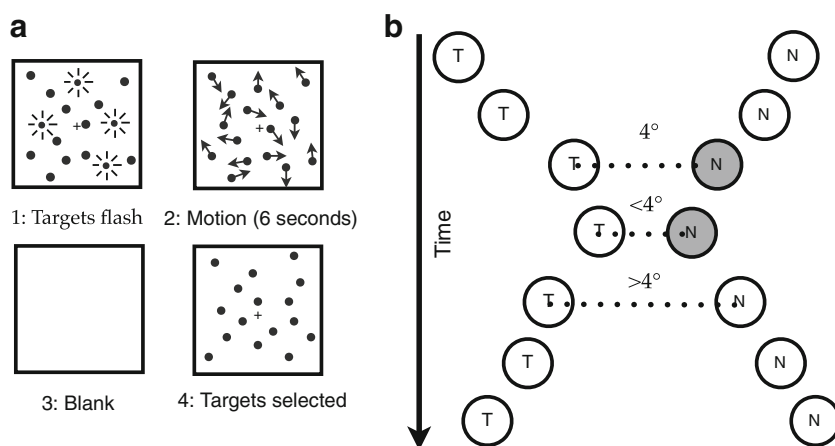 a
+
1: Targets flash
+
2: Motion (6 seconds)
3: Blank
+
4: Targets selected
b
Time
T
N
T
N
4°
T
N
<4°
T
N
>4°
T
N
T
N
T
N